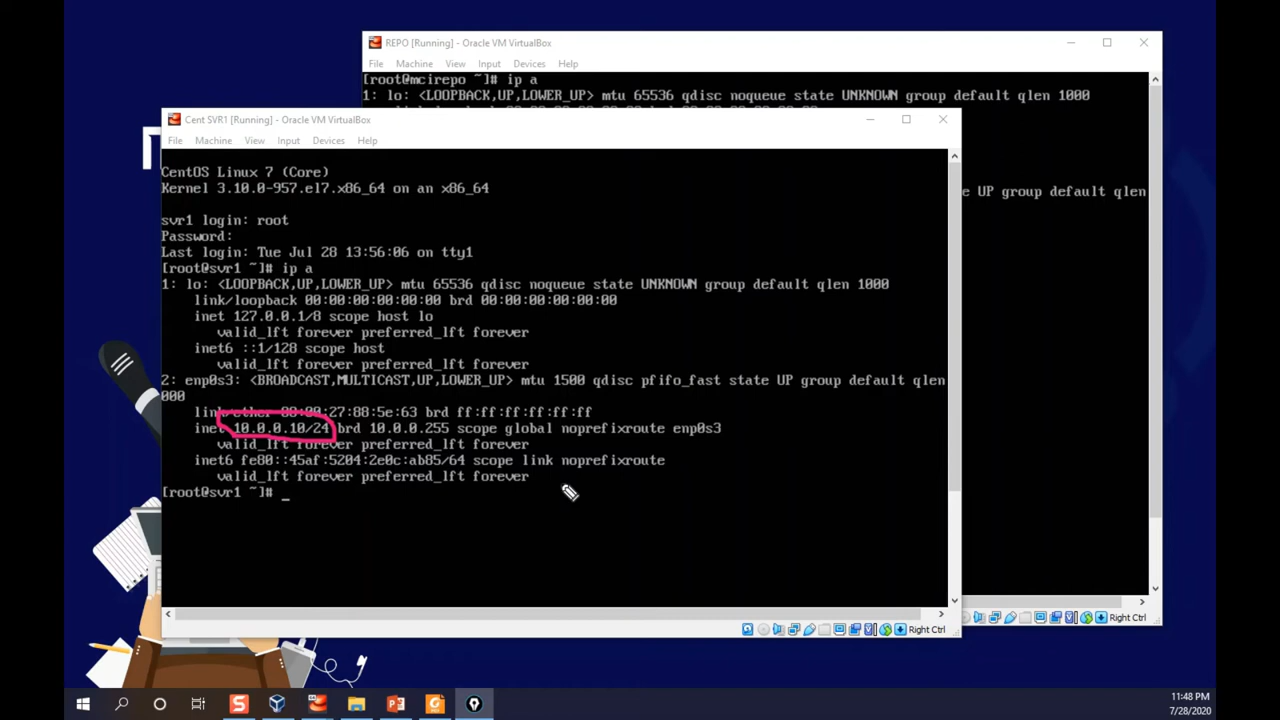 REPO [Running] - Oracle VM VirtualBox
File Machine View Input Devices Help
[root@mcirepo ~]# ip a
1: lo: <LOOPBACK,UP,LOWER_UP> mtu 65536 qdisc noqueue state UNKNOWN group default qlen 1000
e UP group default qlen
Right Ctrl
Cent SVR1 [Running] - Oracle VM VirtualBox
File Machine View Input Devices Help
CentOS Linux 7 (Core)
Kernel 3.10.0-957.el7.x86_64 on an x86_64
svr1 login: root
Password:
Last login: Tue Jul 28 13:56:06 on tty1
[root@svr1 ~]# ip a
1: lo: <LOOPBACK,UP,LOWER_UP> mtu 65536 qdisc noqueue state UNKNOWN group default qlen 1000
link/loopback 00:00:00:00:00:00 brd 00:00:00:00:00:00
inet 127.0.0.1/8 scope host lo
valid_lft forever preferred_lft forever
inet6 ::1/128 scope host
valid_lft forever preferred_lft forever
2: enp0s3: <BROADCAST,MULTICAST,UP,LOWER_UP> mtu 1500 qdisc pfifo_fast state UP group default qlen
000
link/ether 08:00:27:88:5e:63 brd ff:ff:ff:ff:ff:ff
inet 10.0.0.10/24 brd 10.0.0.255 scope global noprefixroute enp0s3
valid_lft forever preferred_lft forever
inet6 fe80::45af:5204:2e0c:ab85/64 scope link noprefixroute
valid_lft forever preferred_lft forever
[root@svr1 ~]# _
Right Ctrl
11:48 PM
7/28/2020